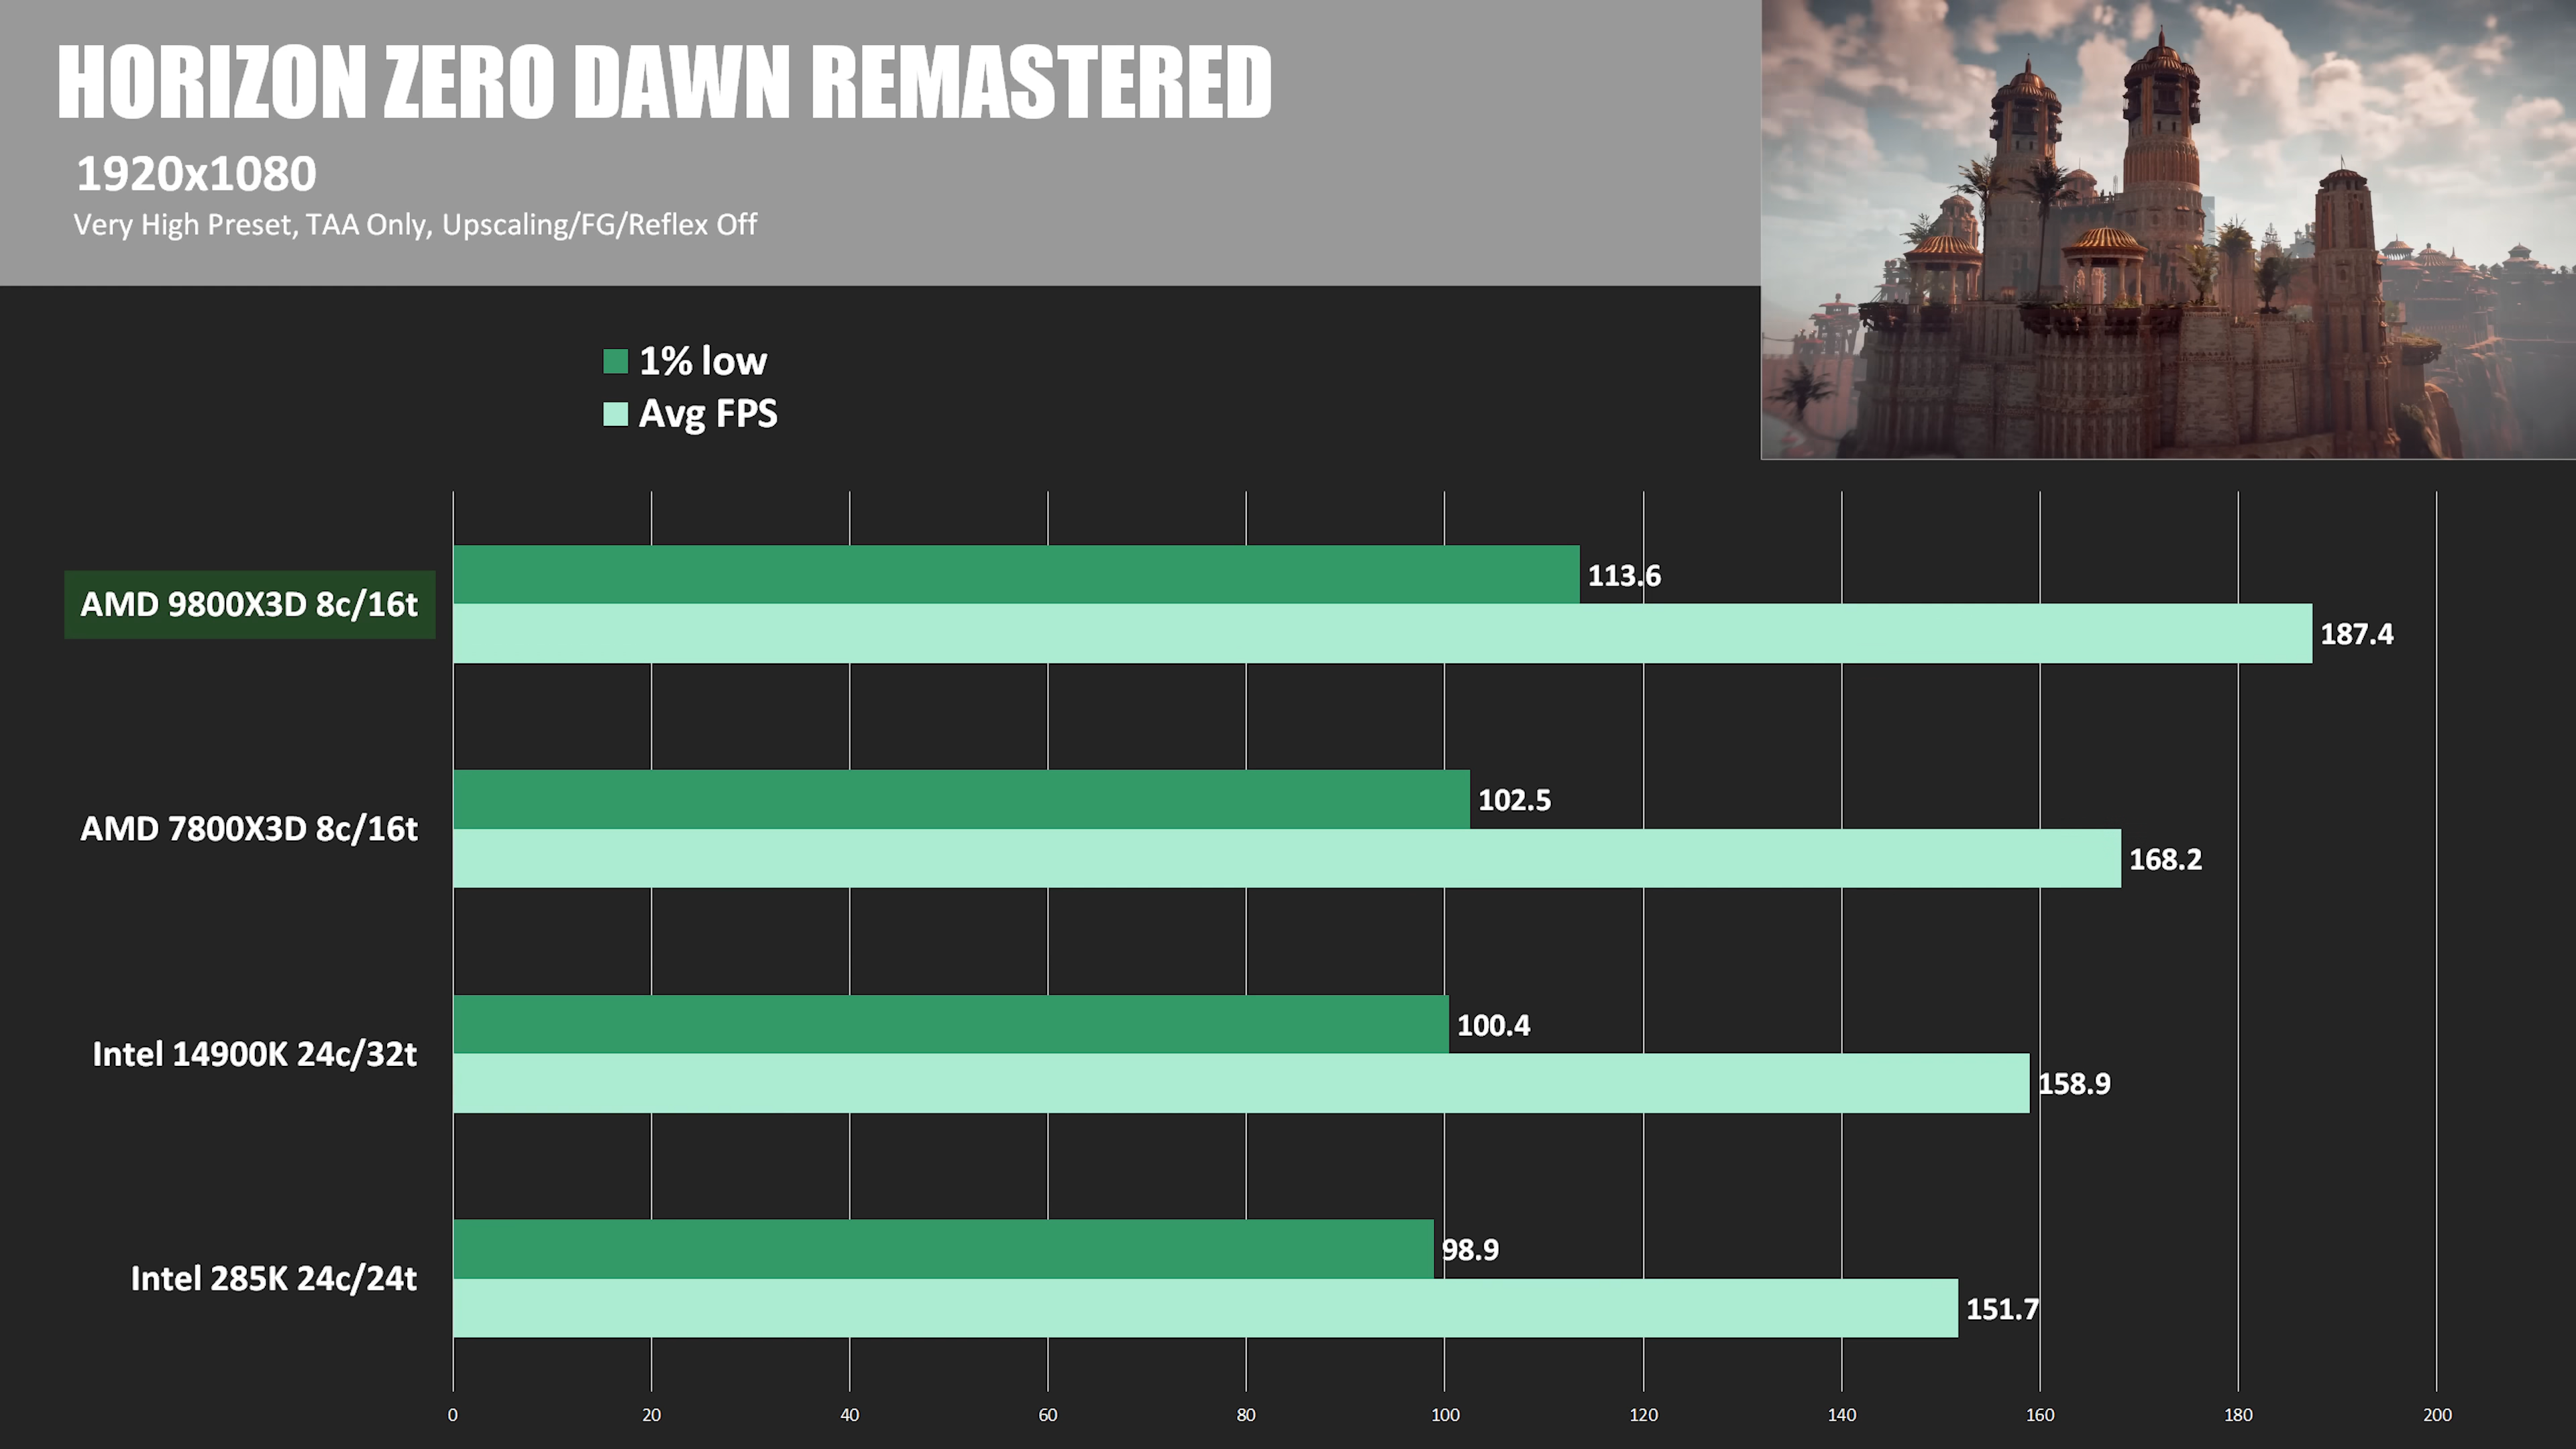 HORIZON ZERO DAWN REMASTERED
1920x1080
Very High Preset, TAA Only, Upscaling/FG/Reflex Off
1% low
Avg FPS
AMD 9800X3D 8c/16t
113.6
187.4
AMD 7800X3D 8c/16t
102.5
168.2
Intel 14900K 24c/32t
100.4
158.9
Intel 285K 24c/24t
98.9
151.7
0 20 40 60 80 100 120 140 160 180 200